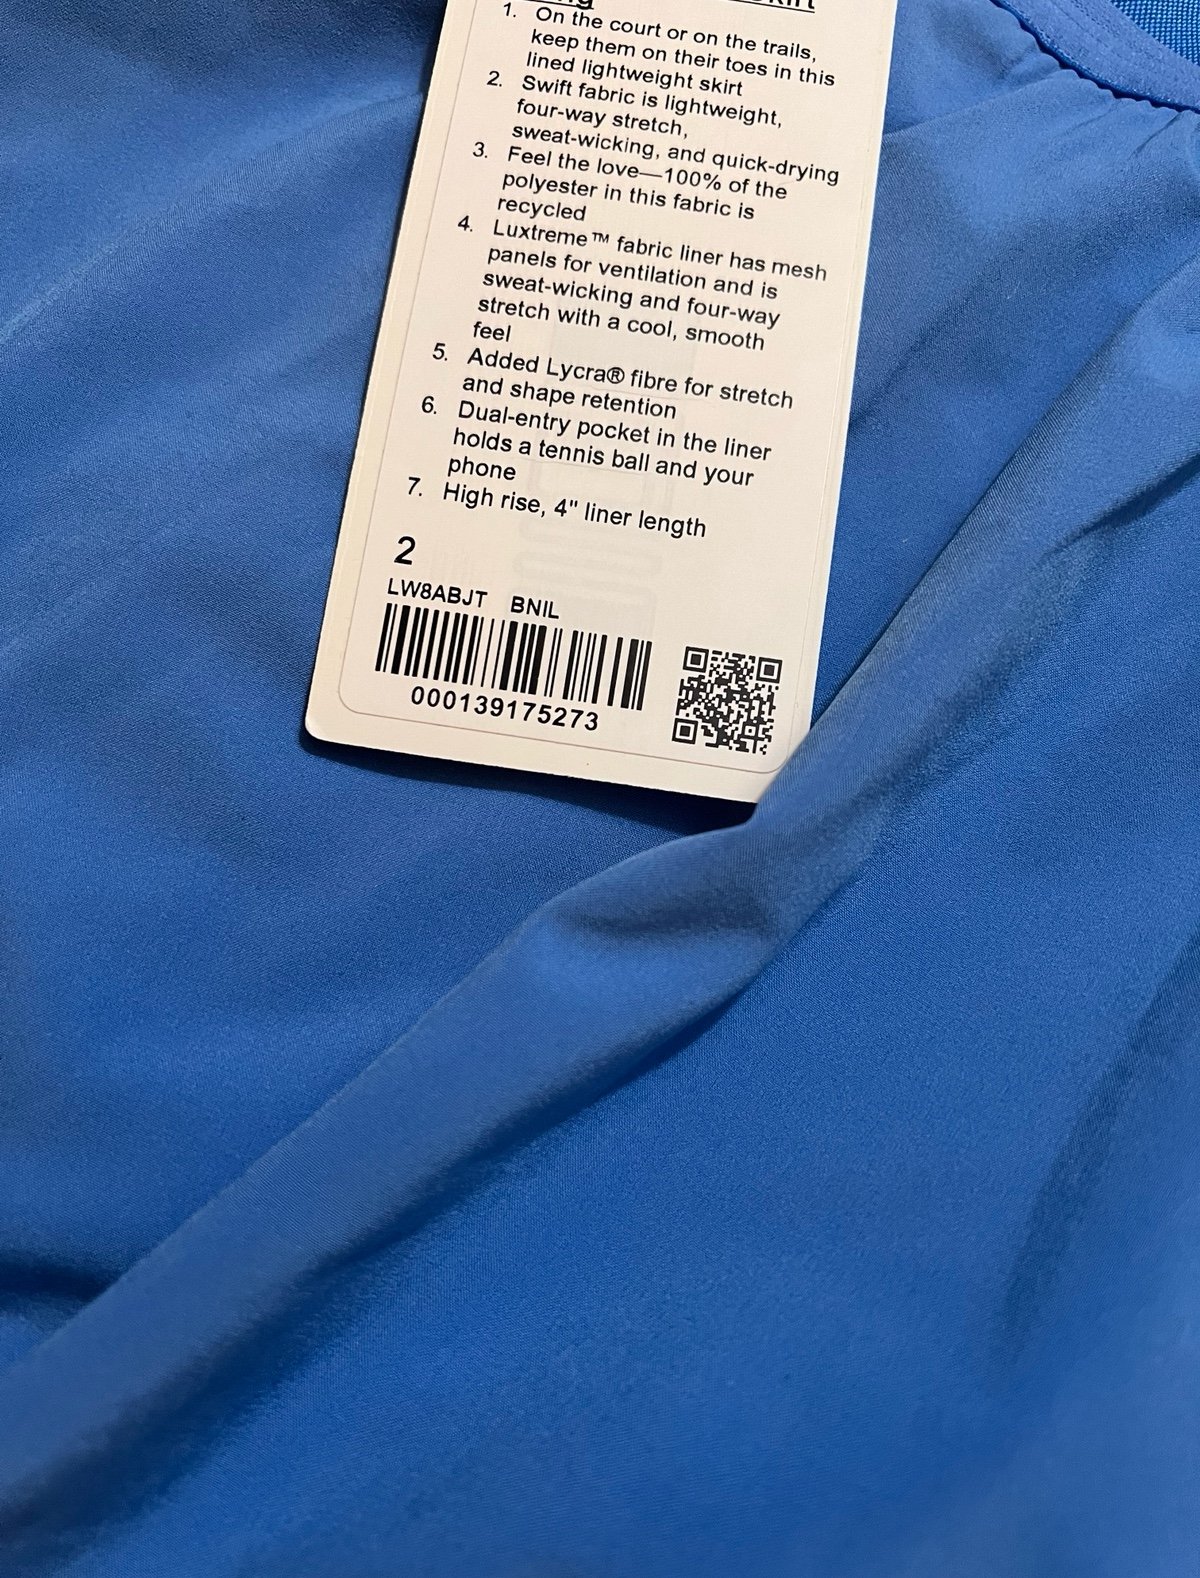 1. On the court or on the trails,
keep them on their toes in this
lined lightweight skirt
2. Swift fabric is lightweight,
four-way stretch,
sweat-wicking, and quick-drying
3. Feel the love—100% of the
polyester in this fabric is
recycled
4. Luxtreme™ fabric liner has mesh
panels for ventilation and is
sweat-wicking and four-way
stretch with a cool, smooth
feel
5. Added Lycra® fibre for stretch
and shape retention
6. Dual-entry pocket in the liner
holds a tennis ball and your
phone
7. High rise, 4" liner length
2
LW8ABJT BNIL
000139175273